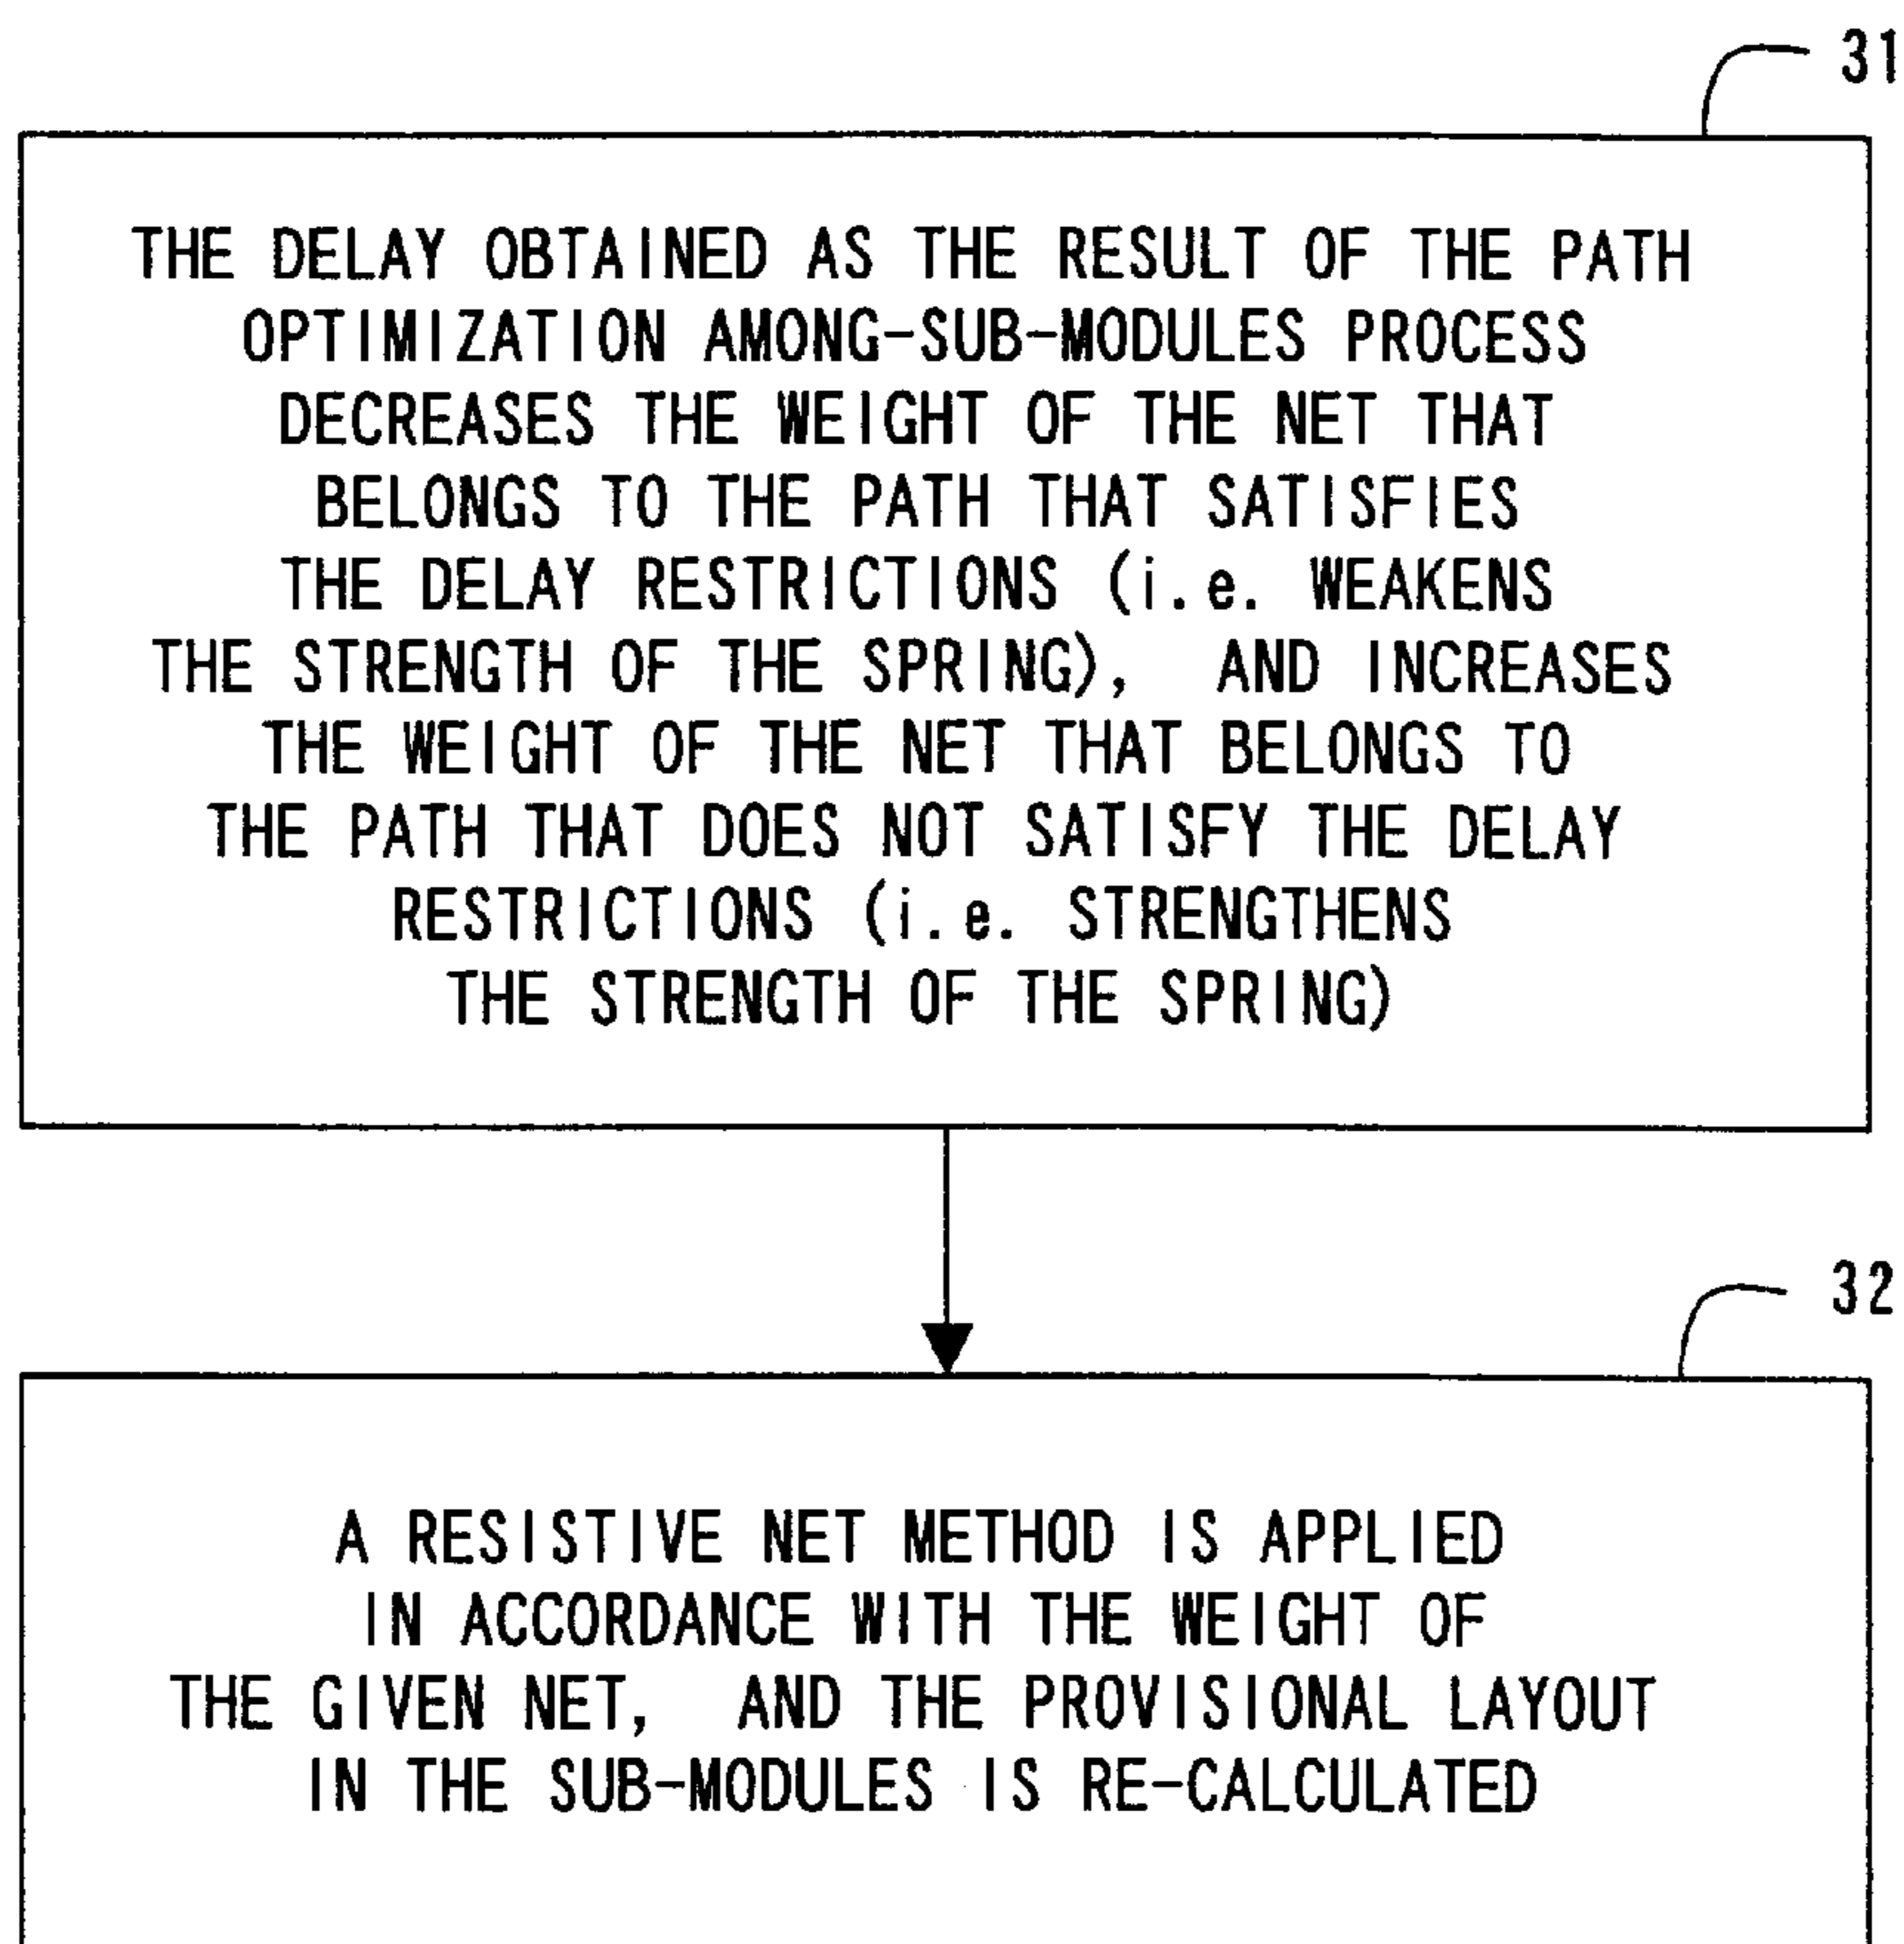 31
THE DELAY OBTAINED AS THE RESULT OF THE PATH
OPTIMIZATION AMONG-SUB-MODULES PROCESS
DECREASES THE WEIGHT OF THE NET THAT
BELONGS TO THE PATH THAT SATISFIES
THE DELAY RESTRICTIONS (i.e. WEAKENS
THE STRENGTH OF THE SPRING), AND INCREASES
THE WEIGHT OF THE NET THAT BELONGS TO
THE PATH THAT DOES NOT SATISFY THE DELAY
RESTRICTIONS (i.e. STRENGTHENS
THE STRENGTH OF THE SPRING)
32
A RESISTIVE NET METHOD IS APPLIED
IN ACCORDANCE WITH THE WEIGHT OF
THE GIVEN NET, AND THE PROVISIONAL LAYOUT
IN THE SUB-MODULES IS RE-CALCULATED